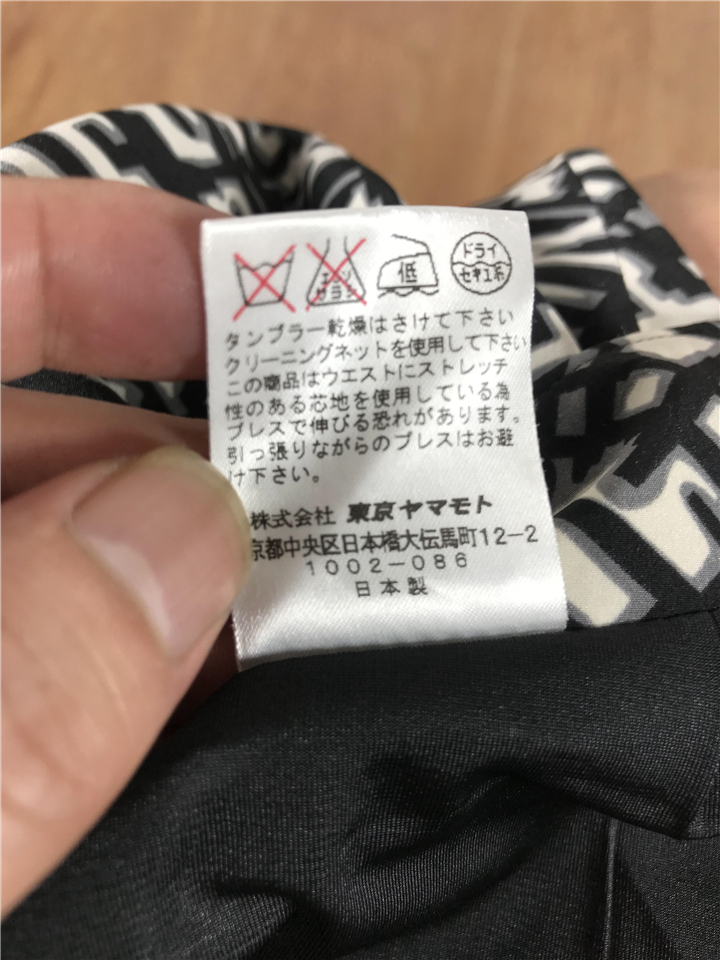 エンソ
サラシ
低
ドライ
セキユ系
タンブラー乾燥はさけて下さい
クリーニングネットを使用して下さい
この商品はウエストにストレッチ
性のある芯地を使用している為
プレスで伸びる恐れがあります。
引っ張りながらのプレスはお避
け下さい。
株式会社 東京ヤマモト
京都中央区日本橋大伝馬町12-2
1002-086
日本製